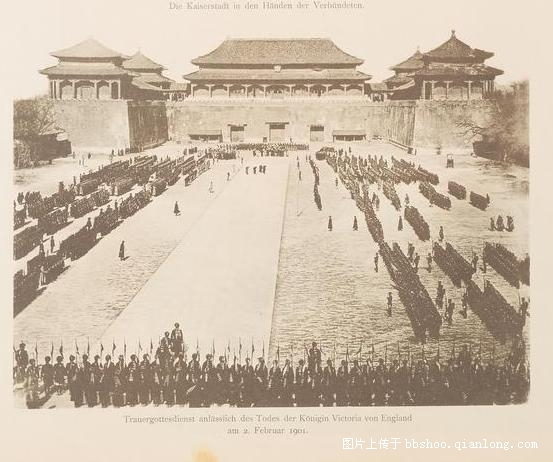 Die Kaiserstadt in den Händen der Verbündeten.
Trauergottesdienst anlässlich des Todes der Königin Victoria von England
am 2. Februar 1901.
图片上传于 bbshoo.qianlong.com